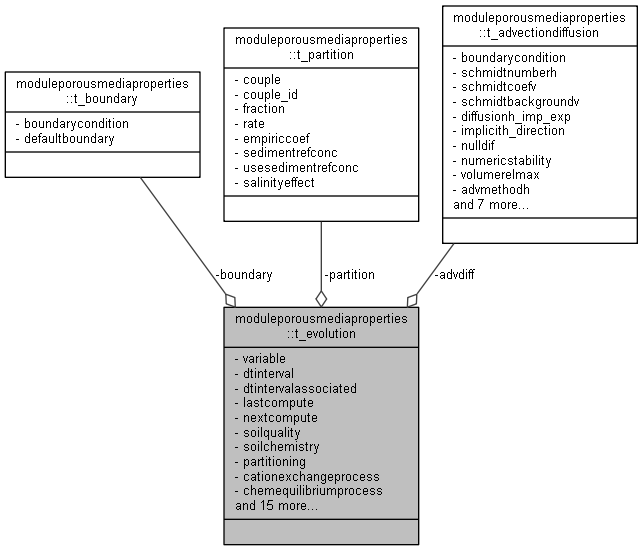 moduleporousmediaproperties
::t_boundary
- boundarycondition
- defaultboundary
moduleporousmediaproperties
::t_partition
- couple
- couple_id
- fraction
- rate
- empiriccoef
- sedimentrefconc
- usesedimentrefconc
- salinityeffect
moduleporousmediaproperties
::t_advectiondiffusion
- boundarycondition
- schmidtnumberh
- schmidtcoefv
- schmidtbackgroundv
- diffusionh_imp_exp
- implicith_direction
- nulldif
- numericstability
- volumerelmax
- advmethodh
and 7 more...
-boundary
-partition
-advdiff
moduleporousmediaproperties
::t_evolution
- variable
- dtinterval
- dtintervalassociated
- lastcompute
- nextcompute
- soilquality
- soilchemistry
- partitioning
- cationexchangeprocess
- chemequilibriumprocess
and 15 more...